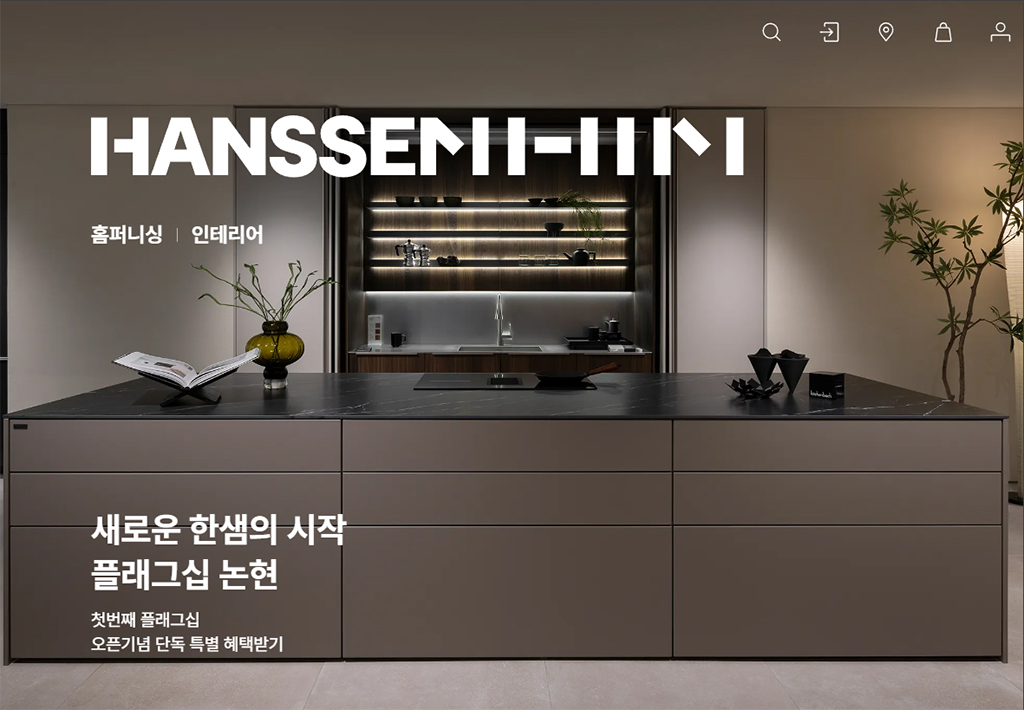 HANSSEM
홈퍼니싱 | 인테리어
새로운 한샘의 시작
플래그십 논현
첫번째 플래그십
오픈기념 단독 특별 혜택받기